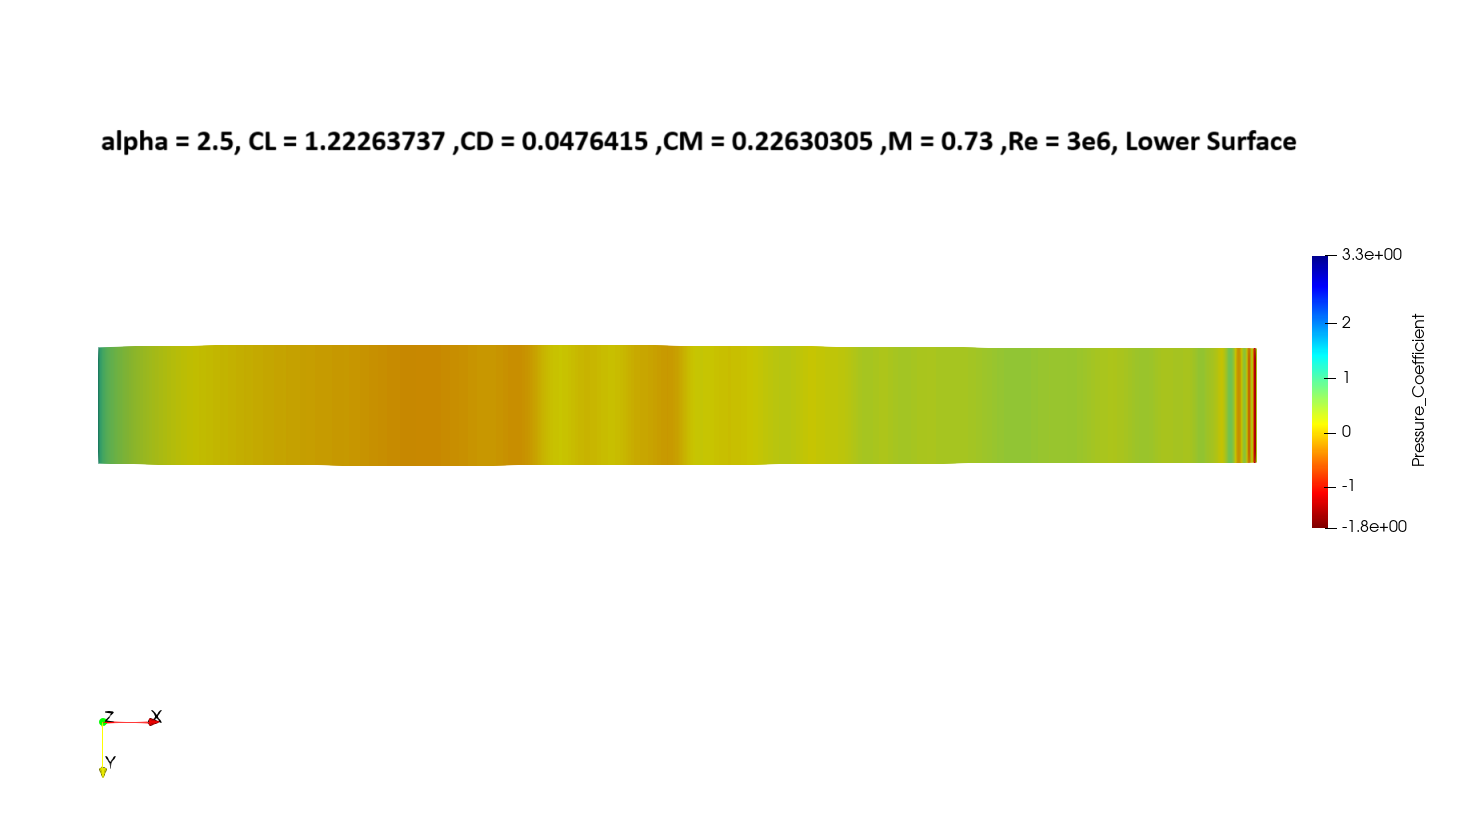 alpha = 2.5, CL = 1.22263737 ,CD = 0.0476415 ,CM = 0.22630305 ,M = 0.73 ,Re = 3e6, Lower Surface
3.3e+00
2
1
0
-1
-1.8e+00
Pressure_Coefficient
Z
X
Y